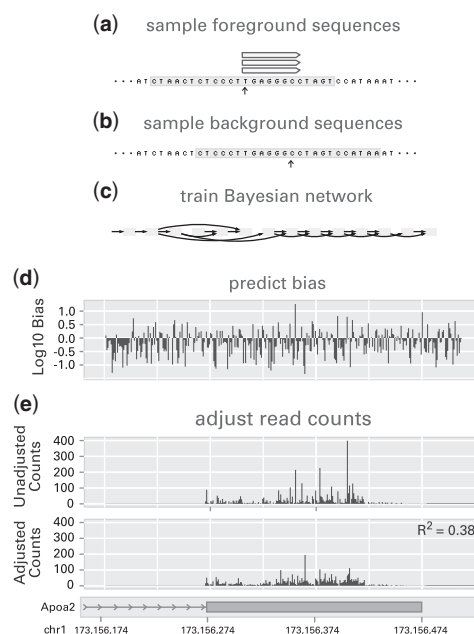 (a) sample foreground sequences
···ATCTAACTCTCCCTTGAGGGCCTAGTCCATAAAT···
(b) sample background sequences
···ATCTAACTCTCCCTTGAGGGCCTAGTCCATAAAT···
(c) train Bayesian network
(d) predict bias
Log10 Bias
1.0
0.5
0.0
-0.5
-1.0
(e) adjust read counts
Unadjusted Counts
400
300
200
100
0
Adjusted Counts
400
300
200
100
0
R² = 0.38
Apoa2
chr1 173,156,174 173,156,274 173,156,374 173,156,474